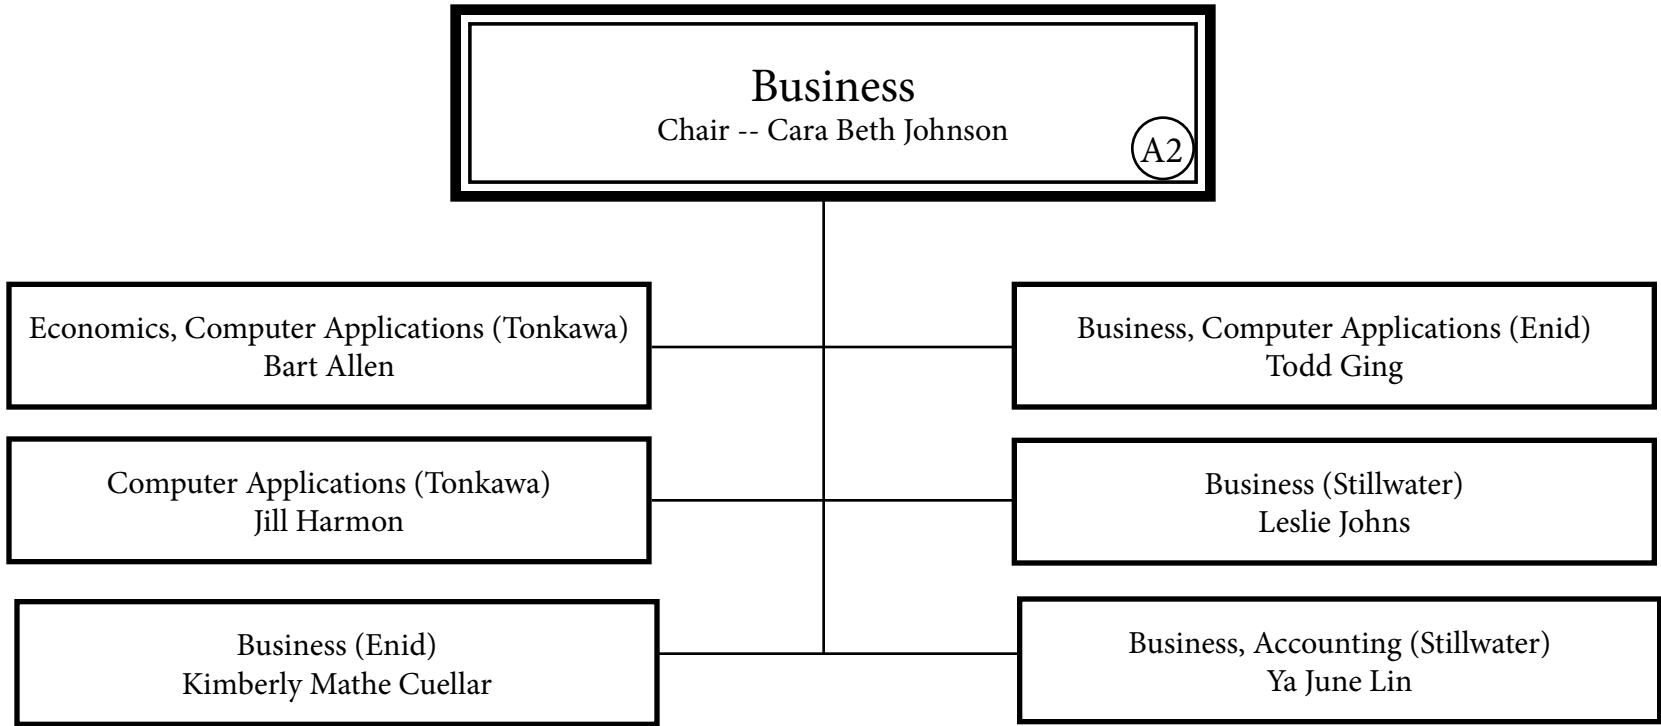 Business
Chair -- Cara Beth Johnson
A2
Economics, Computer Applications (Tonkawa)
Bart Allen
Business, Computer Applications (Enid)
Todd Ging
Computer Applications (Tonkawa)
Jill Harmon
Business (Stillwater)
Leslie Johns
Business (Enid)
Kimberly Mathe Cuellar
Business, Accounting (Stillwater)
Ya June Lin